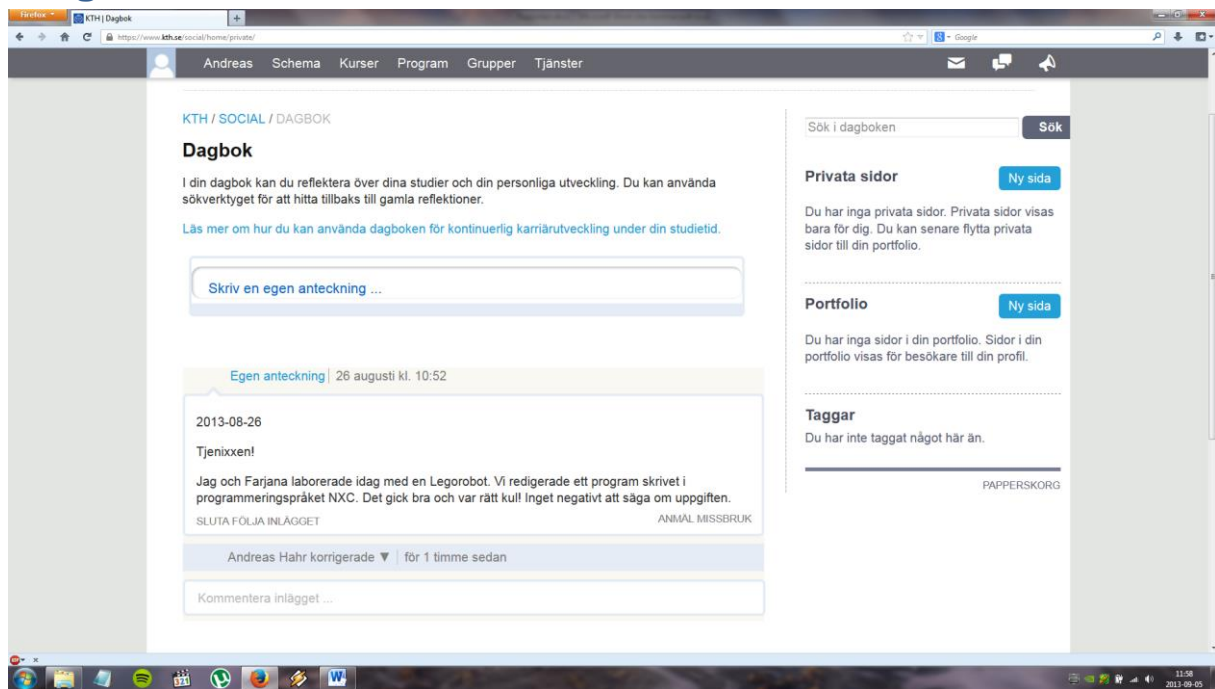 Firefox
KTH | Dagbok
https://www.kth.se/social/home/private/
Google
Andreas Schema Kurser Program Grupper Tjänster
KTH / SOCIAL / DAGBOK
Dagbok
I din dagbok kan du reflektera över dina studier och din personliga utveckling. Du kan använda
sökverktyget för att hitta tillbaks till gamla reflektioner.
Läs mer om hur du kan använda dagboken för kontinuerlig karriärutveckling under din studietid.
Skriv en egen anteckning ...
Egen anteckning 26 augusti kl. 10:52
2013-08-26
Tjenixxen!
Jag och Farjana laborerade idag med en Legorobot. Vi redigerade ett program skrivet i
programmeringspråket NXC. Det gick bra och var rätt kul! Inget negativt att säga om uppgiften.
SLUTA FÖLJA INLÄGGET ANMÄL MISSBRUK
Andreas Hahr korrigerade ▼ för 1 timme sedan
Kommentera inlägget ...
Sök i dagboken Sök
Privata sidor Ny sida
Du har inga privata sidor. Privata sidor visas
bara för dig. Du kan senare flytta privata
sidor till din portfolio.
Portfolio Ny sida
Du har inga sidor i din portfolio. Sidor i din
portfolio visas för besökare till din profil.
Taggar
Du har inte taggat något här än.
PAPPERSKORG
321
11:58
2013-09-05